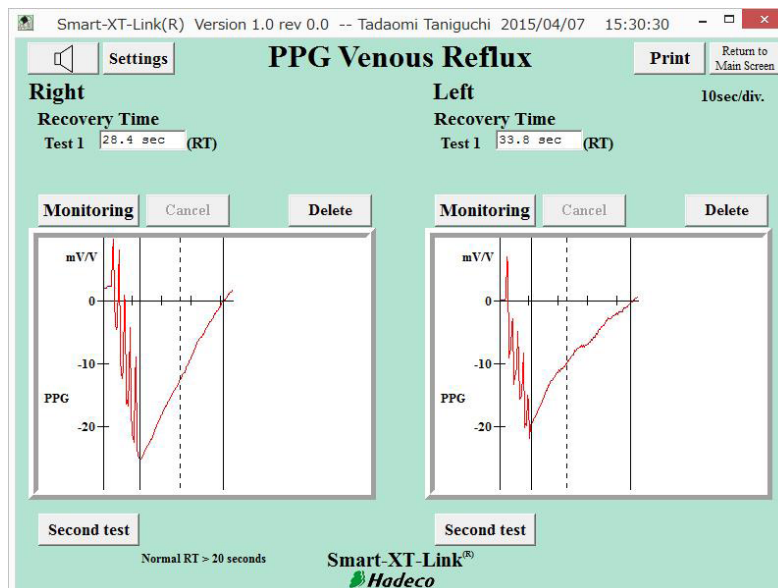 Smart-XT-Link(R) Version 1.0 rev 0.0 -- Tadaomi Taniguchi 2015/04/07 15:30:30
Settings
PPG Venous Reflux
Print
Return to
Main Screen
Right
Recovery Time
Test 1 28.4 sec (RT)
Left
Recovery Time
Test 1 33.8 sec (RT)
10sec/div.
Monitoring Cancel Delete
Monitoring Cancel Delete
mV/V
0
-10
PPG
-20
mV/V
0
-10
PPG
-20
Second test
Second test
Normal RT > 20 seconds
Smart-XT-Link(R)
Hadeco